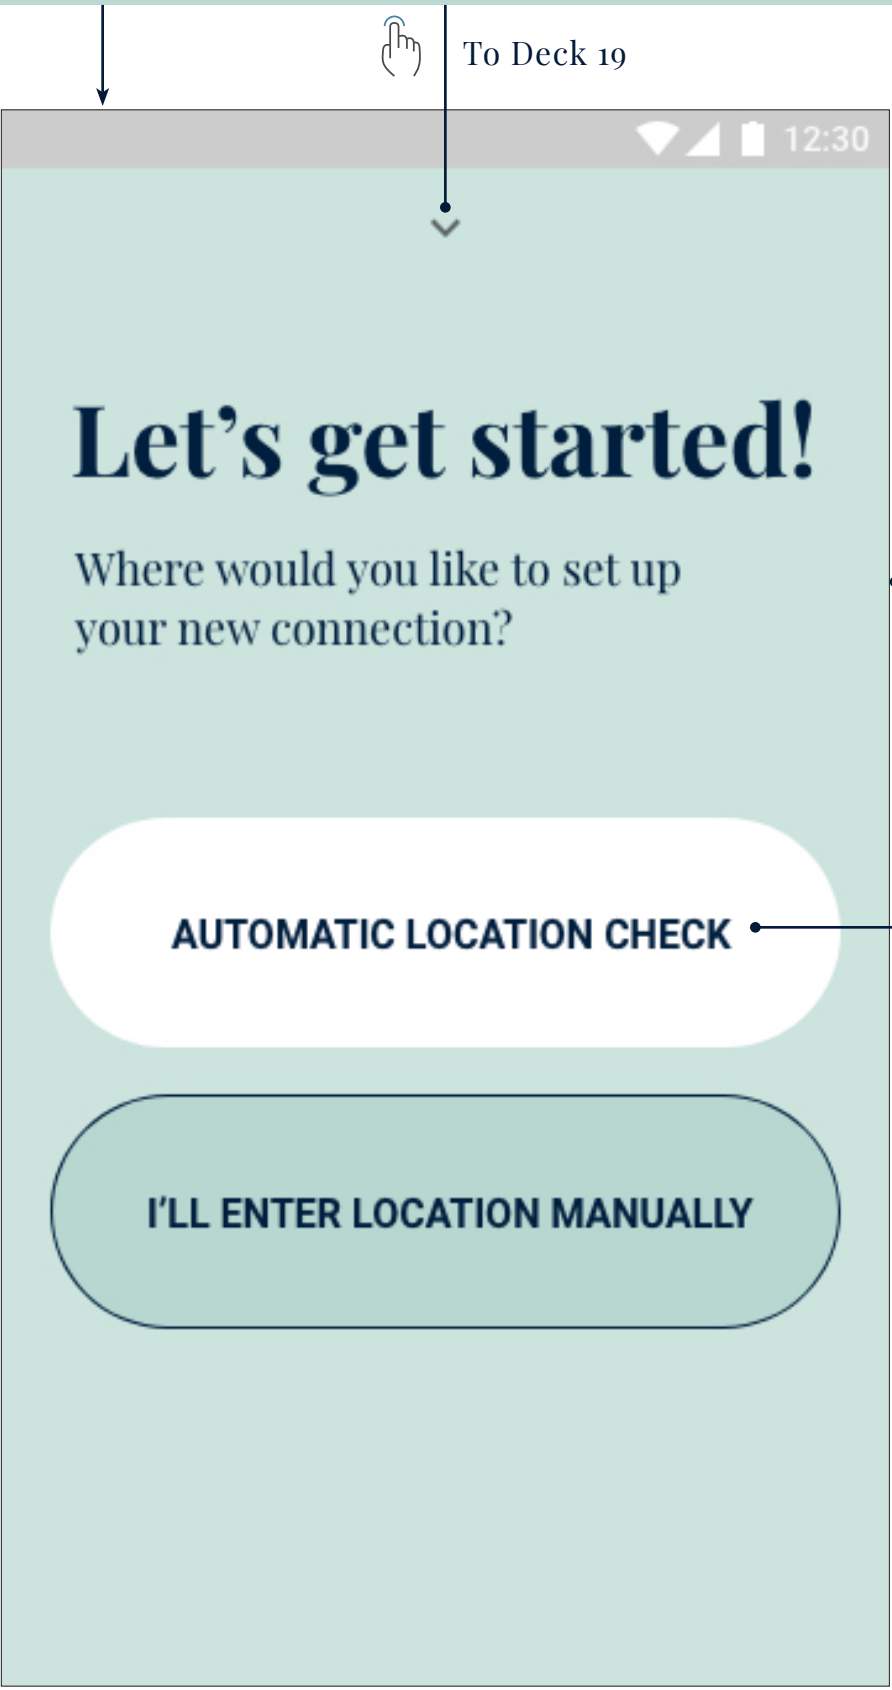 To Deck 19
12:30
Let’s get started!
Where would you like to set up
your new connection?
AUTOMATIC LOCATION CHECK
I’LL ENTER LOCATION MANUALLY